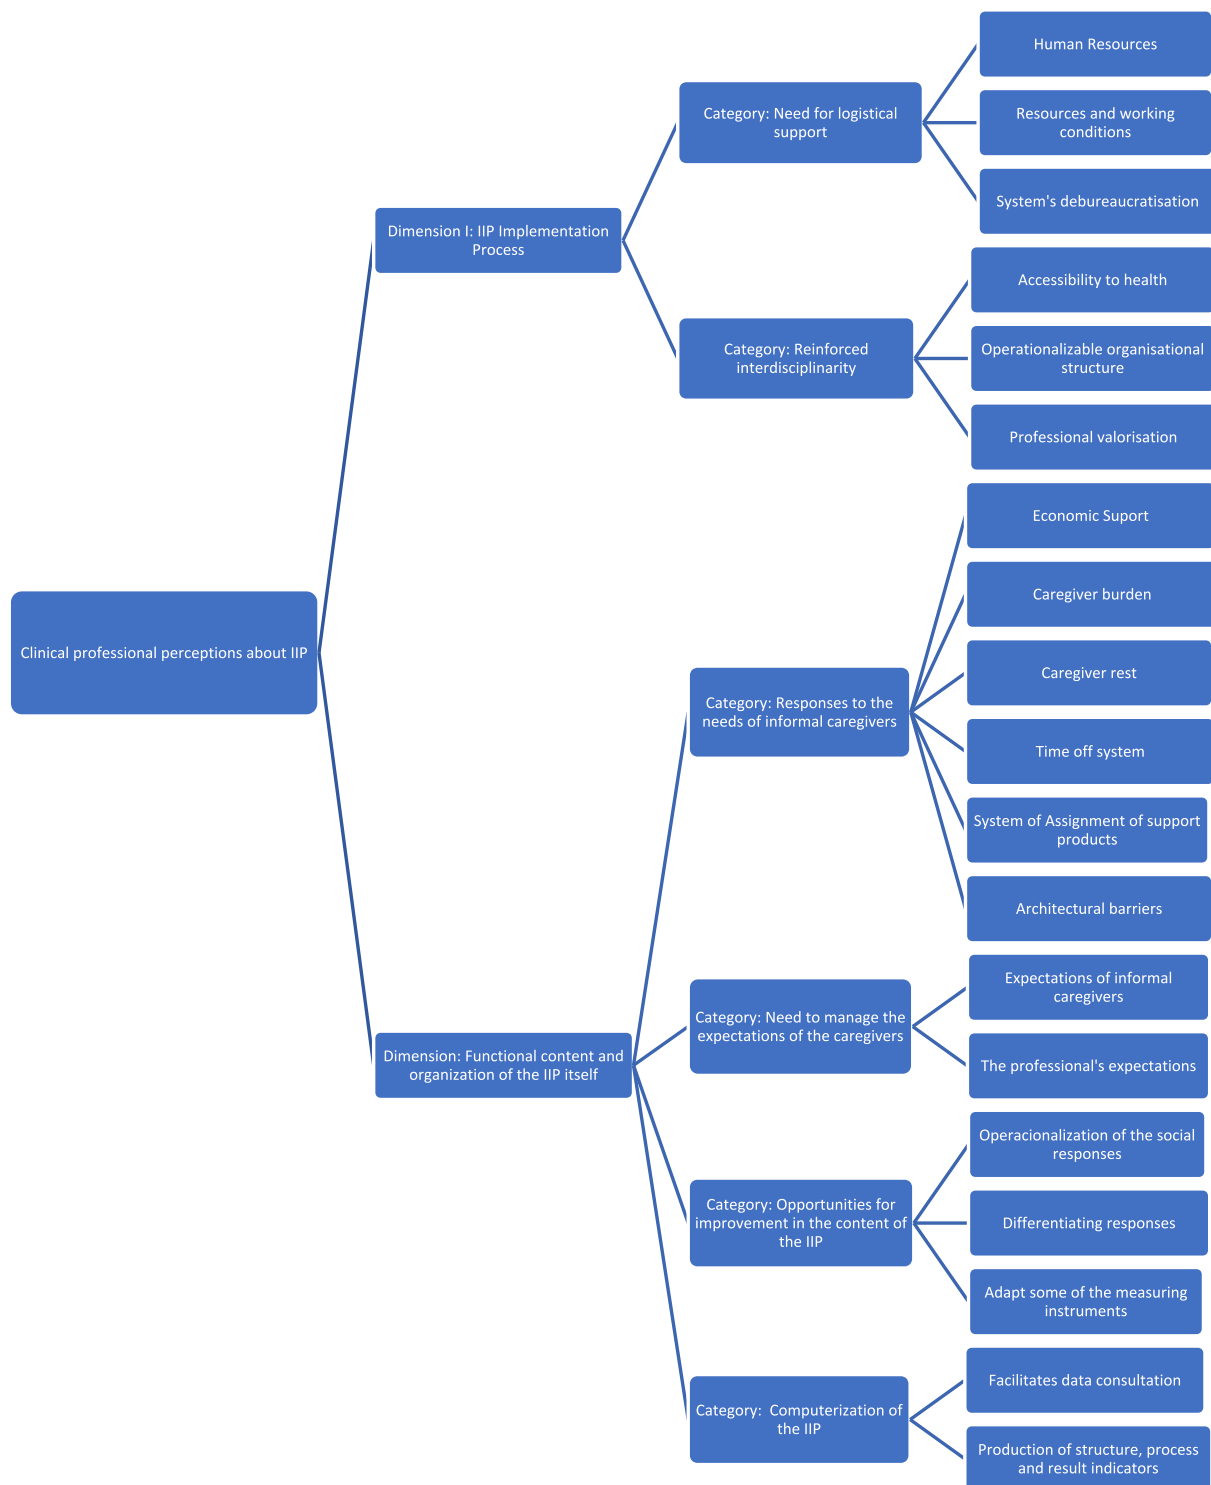 Clinical professional perceptions about IIP
Dimension I: IIP Implementation
Process
Category: Need for logistical
support
Human Resources
Resources and working
conditions
System's debureaucratisation
Category: Reinforced
interdisciplinarity
Accessibility to health
Operationalizable organisational
structure
Professional valorisation
Dimension: Functional content and
organization of the IIP itself
Category: Responses to the
needs of informal caregivers
Economic Suport
Caregiver burden
Caregiver rest
Time off system
System of Assignment of support
products
Architectural barriers
Category: Need to manage the
expectations of the caregivers
Expectations of informal
caregivers
The professional's expectations
Category: Opportunities for
improvement in the content of
the IIP
Operacionalization of the social
responses
Differentiating responses
Adapt some of the measuring
instruments
Category:  Computerization of
the IIP
Facilitates data consultation
Production of structure, process
and result indicators